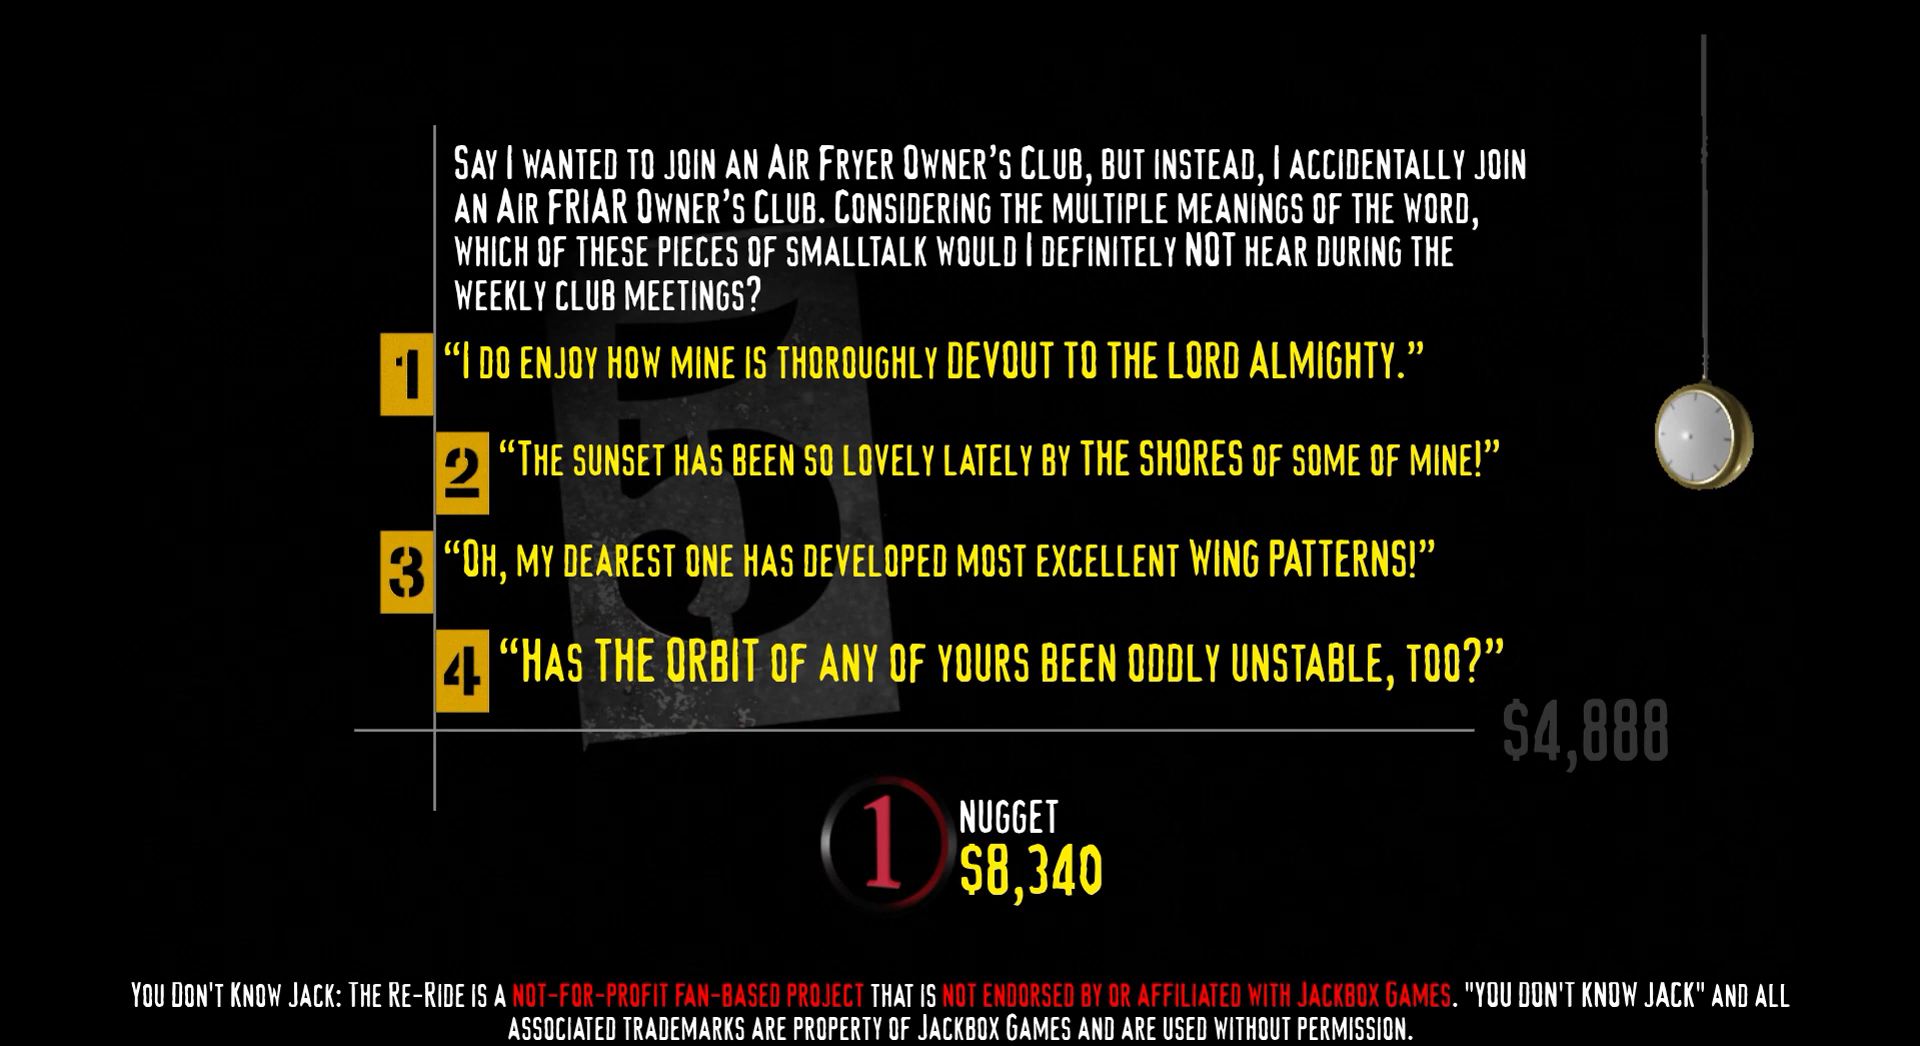 Say I wanted to join an Air Fryer Owner's Club, but instead, I accidentally join
an Air FRIAR Owner's Club. Considering the multiple meanings of the word,
which of these pieces of smalltalk would I definitely NOT hear during the
weekly club meetings?
1 “I do enjoy how mine is thoroughly DEVOUT TO THE LORD ALMIGHTY.”
2 “The sunset has been so lovely lately by THE SHORES of some of mine!”
3 “Oh, my dearest one has developed most excellent WING PATTERNS!”
4 “Has THE ORBIT of any of yours been oddly unstable, too?”
5
$4,888
1 NUGGET
$8,340
You Don't Know Jack: The Re-Ride is a not-for-profit fan-based project that is not endorsed by or affiliated with Jackbox Games. "YOU DON'T KNOW JACK" and all
associated trademarks are property of Jackbox Games and are used without permission.